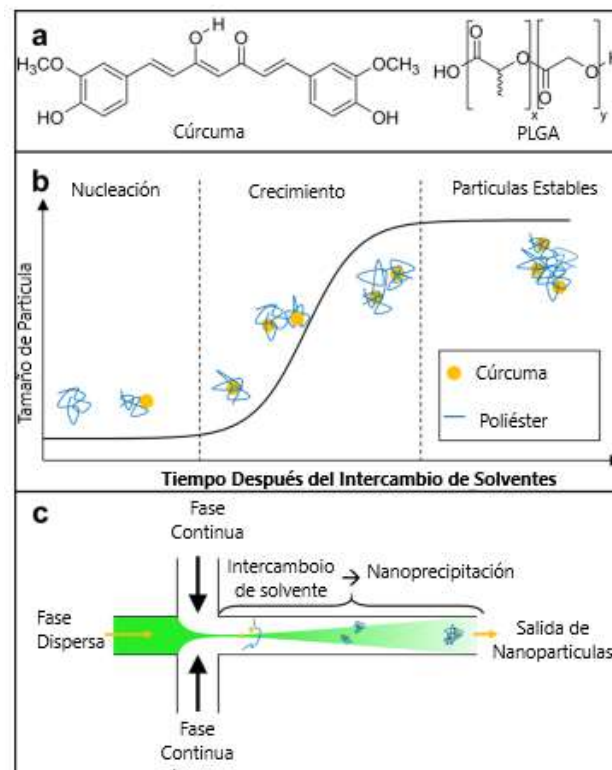 a
O H O
H₃CO OCH₃
HO OH
Cúrcuma
O
HO O O H
O
x y
PLGA
b
Nucleación Crecimiento Particulas Estables
Tamaño de Particula
Cúrcuma
Poliéster
Tiempo Después del Intercambio de Solventes
c
Fase
Continua
Intercamboio
de solvente → Nanoprecipitación
Fase
Dispersa
Salida de
Nanoparticulas
Fase
Continua